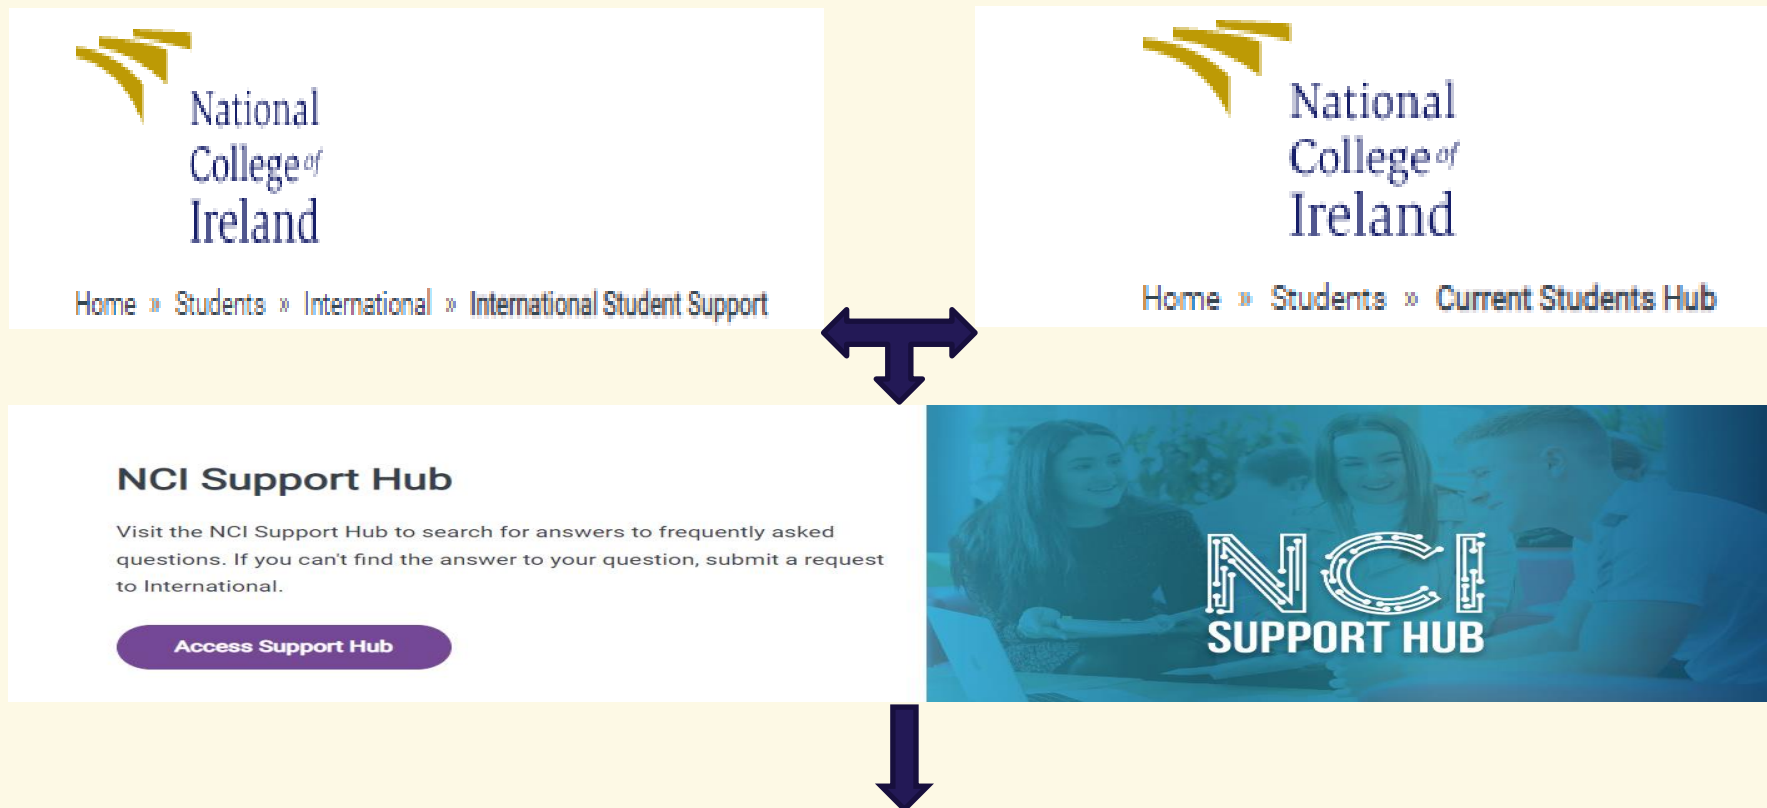 National
College of
Ireland
Home » Students » International » International Student Support
National
College of
Ireland
Home » Students » Current Students Hub
NCI Support Hub
Visit the NCI Support Hub to search for answers to frequently asked
questions. If you can't find the answer to your question, submit a request
to International.
Access Support Hub
NCI
SUPPORT HUB